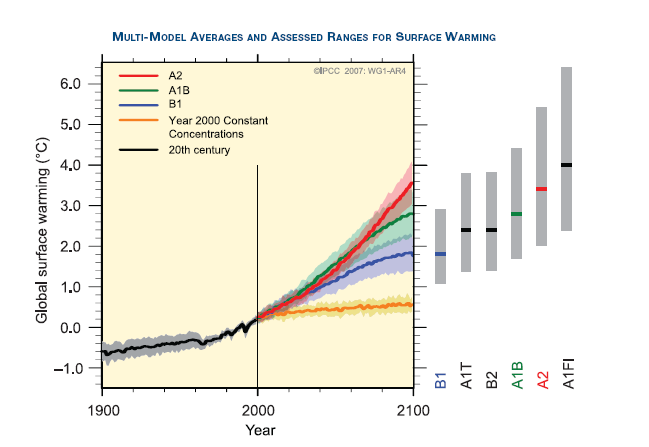 MULTI-MODEL AVERAGES AND ASSESSED RANGES FOR SURFACE WARMING
©IPCC 2007: WG1-AR4
A2
A1B
B1
Year 2000 Constant
Concentrations
20th century
Global surface warming (°C)
6.0
5.0
4.0
3.0
2.0
1.0
0.0
–1.0
1900
2000
2100
Year
B1
A1T
B2
A1B
A2
A1FI